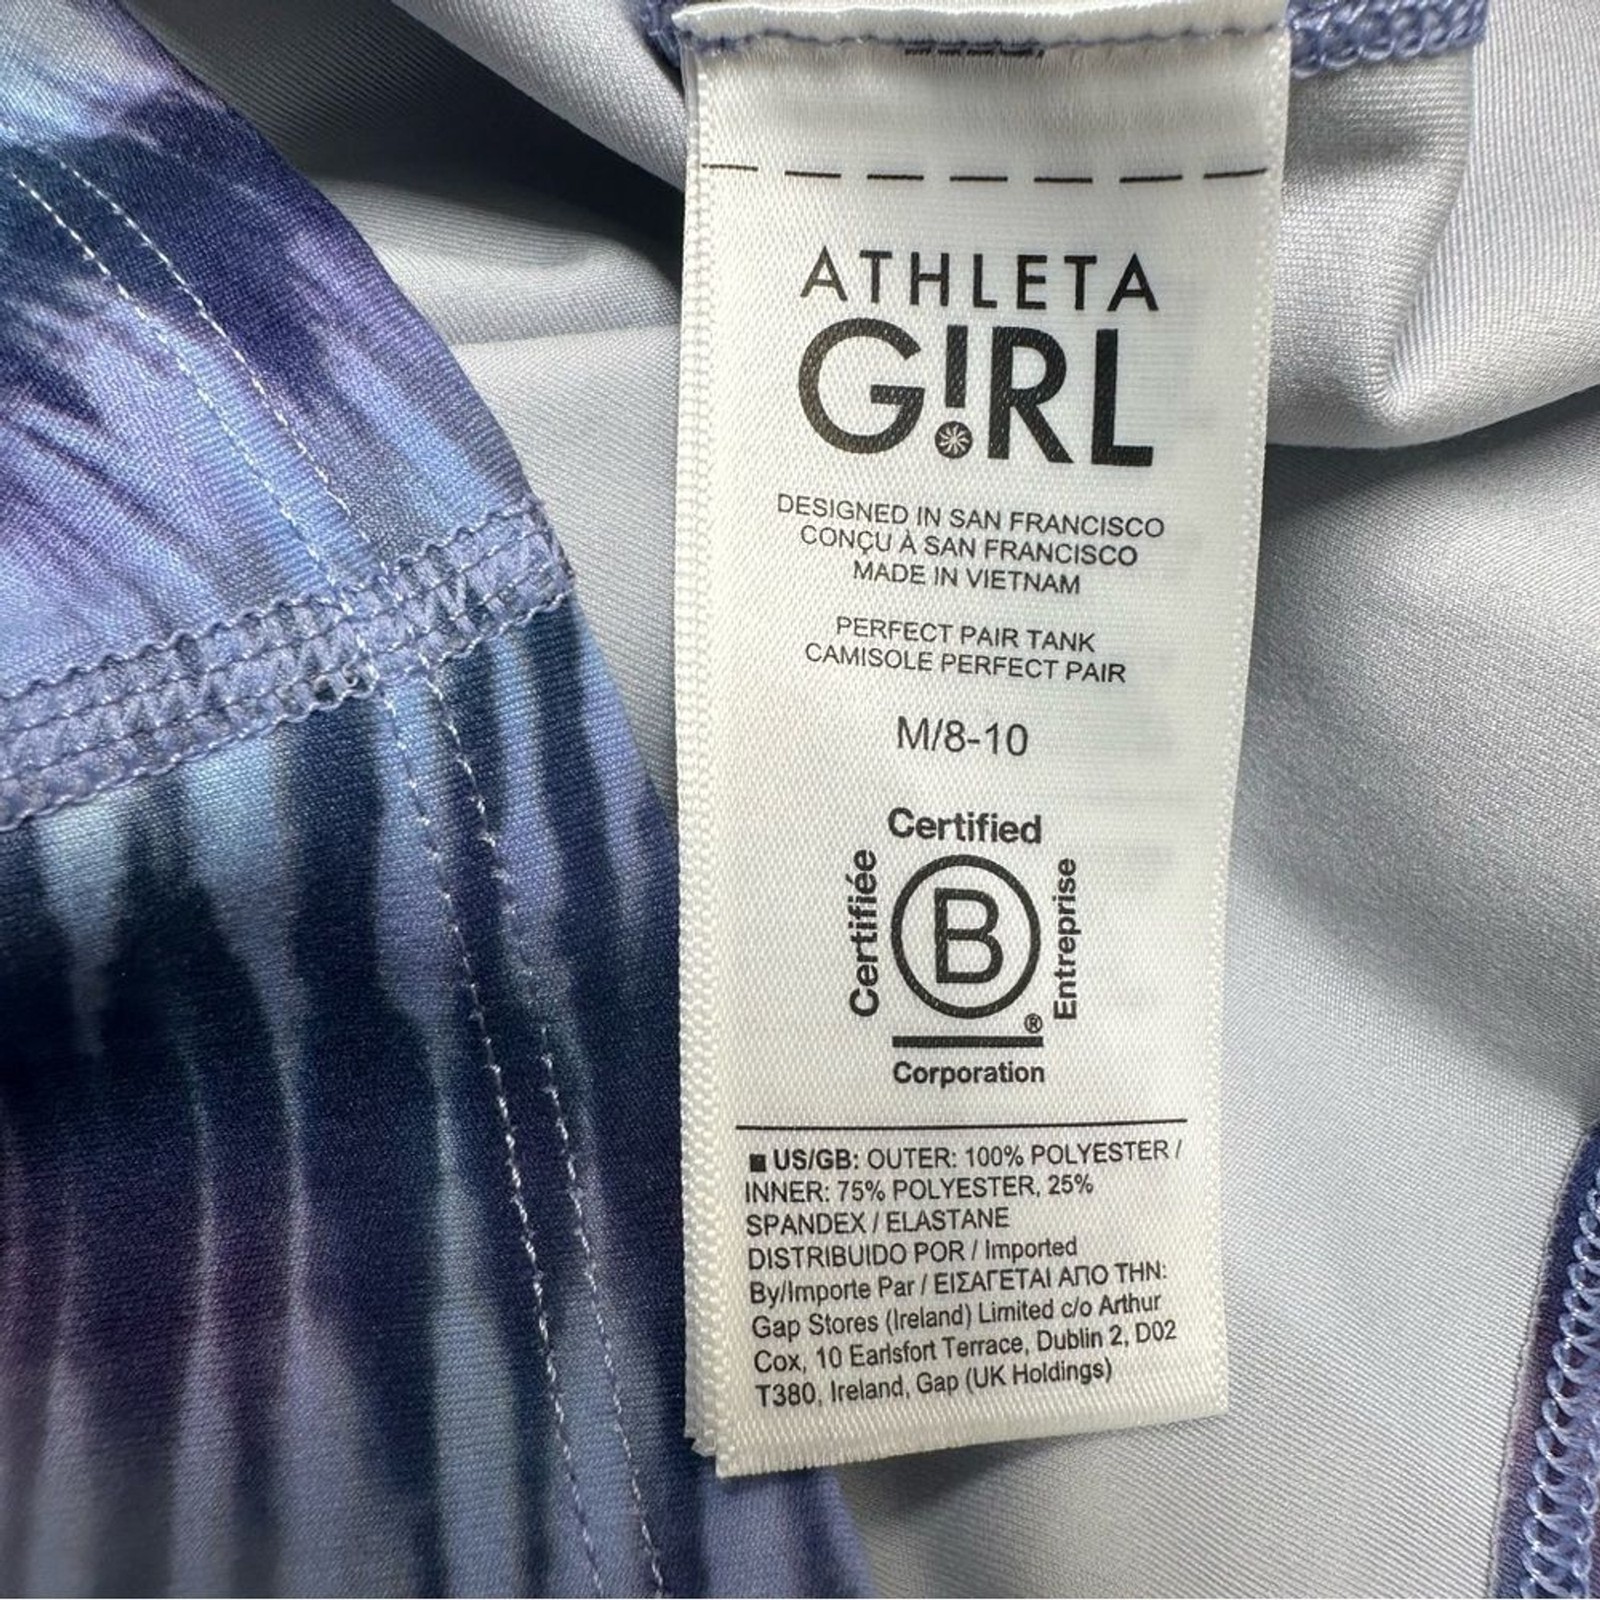 ATHLETA
G!RL
DESIGNED IN SAN FRANCISCO
CONÇU À SAN FRANCISCO
MADE IN VIETNAM
PERFECT PAIR TANK
CAMISOLE PERFECT PAIR
M/8-10
Certified
Certifiée
B
Entreprise
®
Corporation
■ US/GB: OUTER: 100% POLYESTER /
INNER: 75% POLYESTER, 25%
SPANDEX / ELASTANE
DISTRIBUIDO POR / Imported
By/Importe Par / ΕΙΣΑΓΕΤΑΙ ΑΠΟ ΤΗΝ:
Gap Stores (Ireland) Limited c/o Arthur
Cox, 10 Earlsfort Terrace, Dublin 2, D02
T380, Ireland, Gap (UK Holdings)